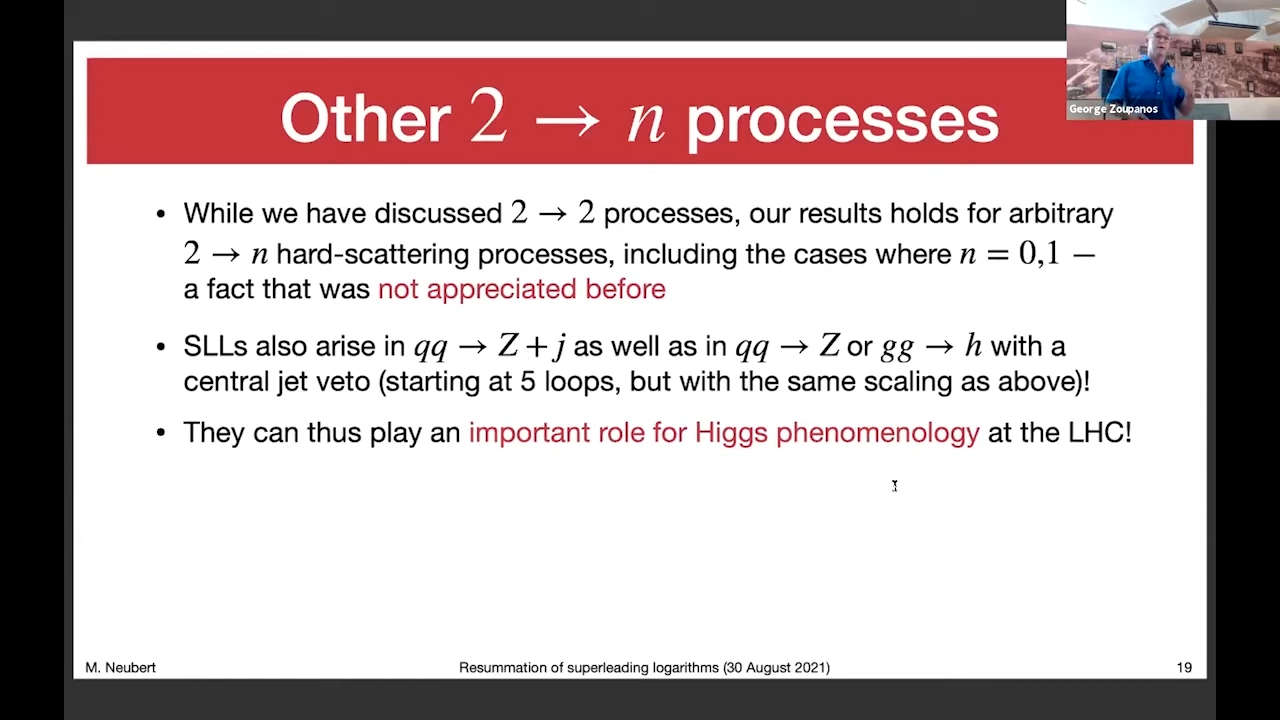 George Zoupanos
Other 2 → n processes
• While we have discussed 2 → 2 processes, our results holds for arbitrary
2 → n hard-scattering processes, including the cases where n = 0,1 –
a fact that was not appreciated before
• SLLs also arise in qq → Z + j as well as in qq → Z or gg → h with a
central jet veto (starting at 5 loops, but with the same scaling as above)!
• They can thus play an important role for Higgs phenomenology at the LHC!
M. Neubert
Resummation of superleading logarithms (30 August 2021)
19